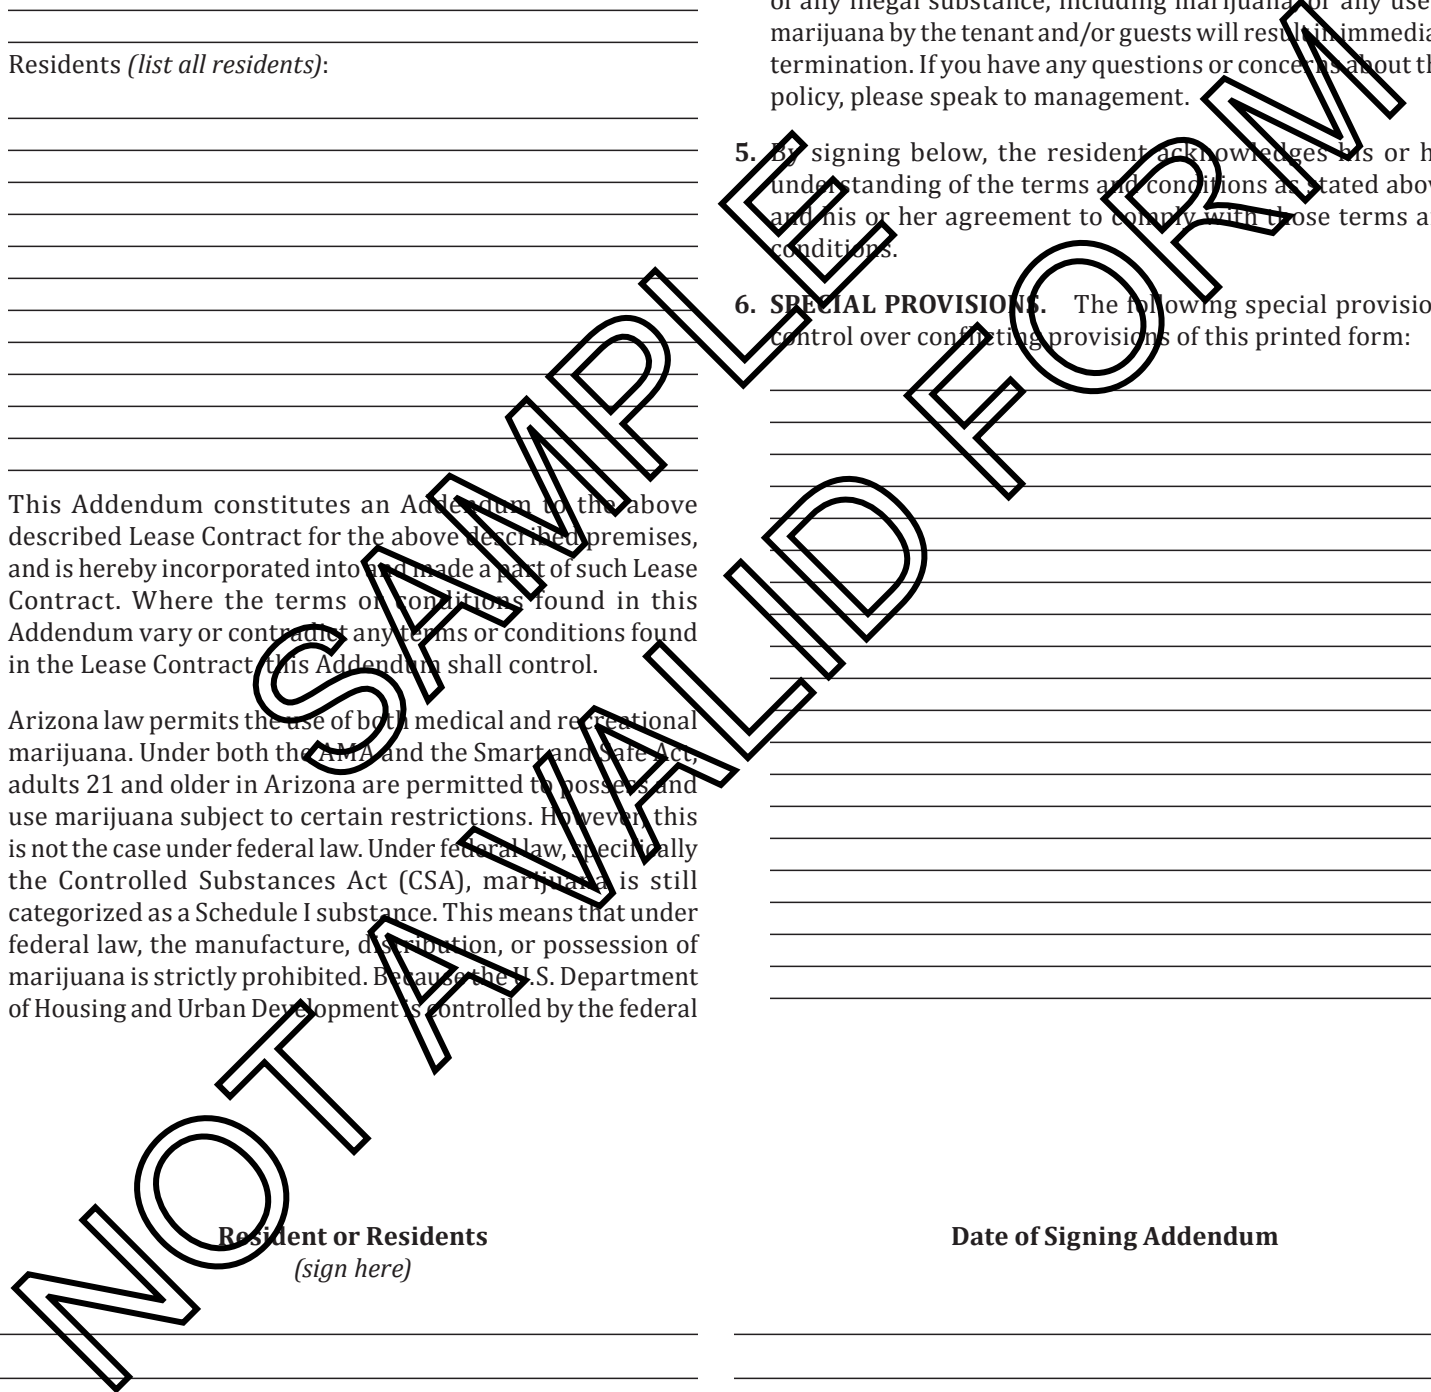 Residents (list all residents):
This Addendum constitutes an Addendum to the above
described Lease Contract for the above described premises,
and is hereby incorporated into and made a part of such Lease
Contract. Where the terms or conditions found in this
Addendum vary or contradict any terms or conditions found
in the Lease Contract, this Addendum shall control.
Arizona law permits the use of both medical and recreational
marijuana. Under both the AMA and the Smart and Safe Act,
adults 21 and older in Arizona are permitted to possess and
use marijuana subject to certain restrictions. However, this
is not the case under federal law. Under federal law, specifically
the Controlled Substances Act (CSA), marijuana is still
categorized as a Schedule I substance. This means that under
federal law, the manufacture, distribution, or possession of
marijuana is strictly prohibited. Because the U.S. Department
of Housing and Urban Development is controlled by the federal
of any illegal substance, including marijuana or any use
marijuana by the tenant and/or guests will result in immedia
termination. If you have any questions or concerns about th
policy, please speak to management.
5. By signing below, the resident acknowledges his or h
understanding of the terms and conditions as stated abov
and his or her agreement to comply with those terms a
conditions.
6. SPECIAL PROVISIONS. The following special provisio
control over conflicting provisions of this printed form:
Resident or Residents
(sign here)
Date of Signing Addendum
SAMPLE
NOT A VALID FORM